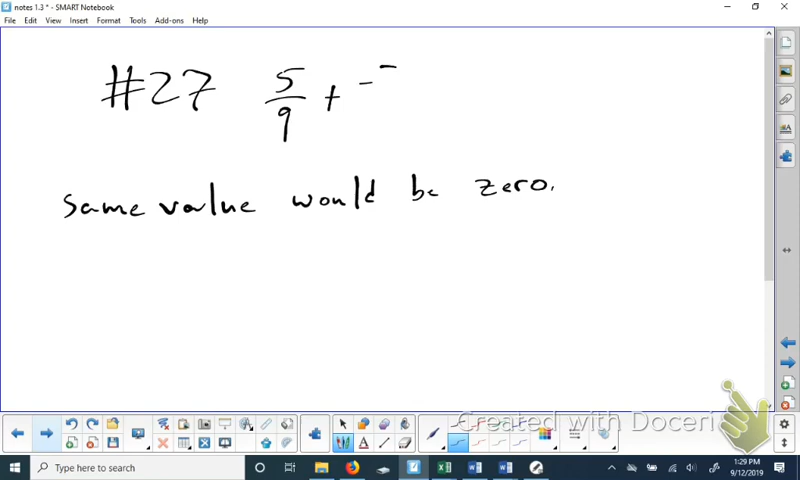 notes 1.3 * - SMART Notebook
File Edit View Insert Format Tools Add-ons Help
#27 5/9 + -
same value would be zero.
Created with Doceri
Type here to search
1:29 PM
9/12/2019